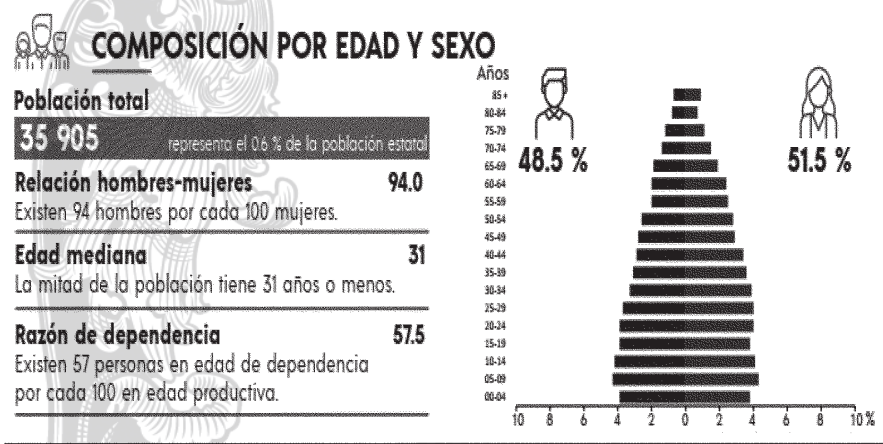 COMPOSICIÓN POR EDAD Y SEXO
Población total
35 905 representa el 0.6 % de la población estatal
Relación hombres-mujeres 94.0
Existen 94 hombres por cada 100 mujeres.
Edad mediana 31
La mitad de la población tiene 31 años o menos.
Razón de dependencia 57.5
Existen 57 personas en edad de dependencia
por cada 100 en edad productiva.
Años
85 +
80-84
75-79
70-74
65-69
60-64
55-59
50-54
45-49
40-44
35-39
30-34
25-29
20-24
15-19
10-14
05-09
00-04
48.5 %
51.5 %
10 8 6 4 2 0 2 4 6 8 10%